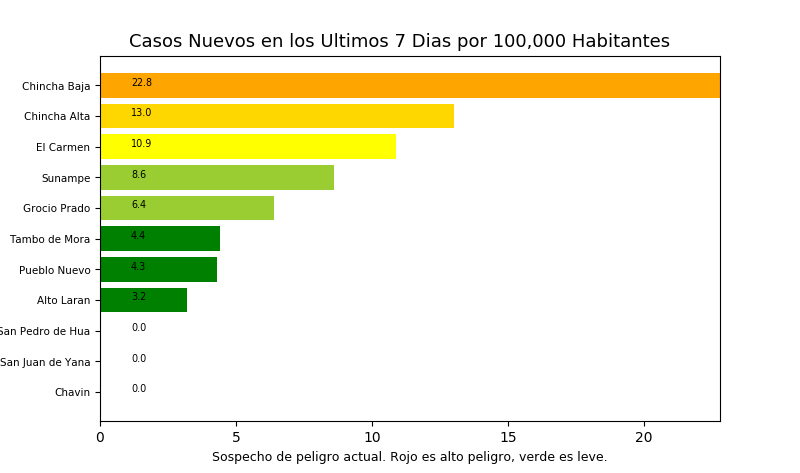 Casos Nuevos en los Ultimos 7 Dias por 100,000 Habitantes
Chincha Baja 22.8
Chincha Alta 13.0
El Carmen 10.9
Sunampe 8.6
Grocio Prado 6.4
Tambo de Mora 4.4
Pueblo Nuevo 4.3
Alto Laran 3.2
San Pedro de Hua 0.0
San Juan de Yana 0.0
Chavin 0.0
0 5 10 15 20
Sospecho de peligro actual. Rojo es alto peligro, verde es leve.